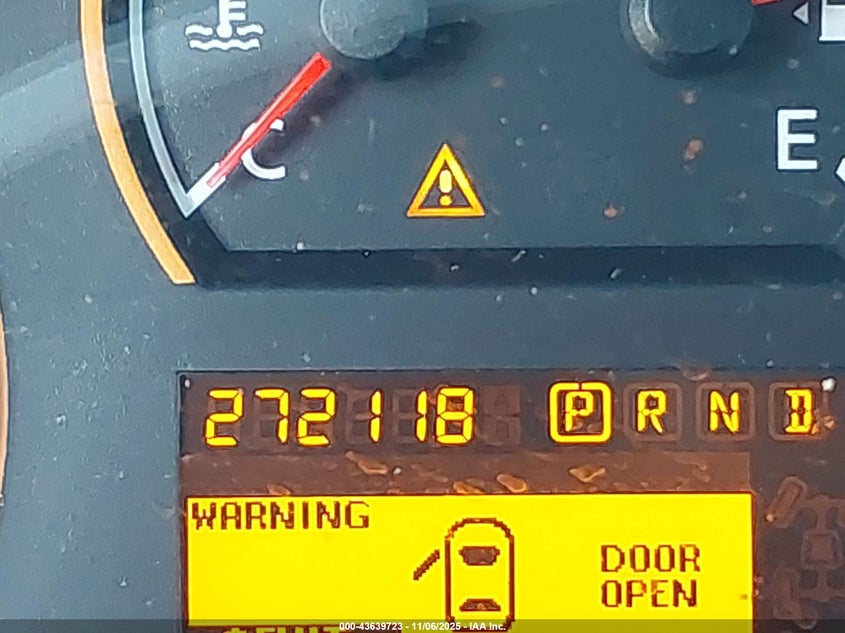 C
E
272118 P R N D
WARNING
DOOR
OPEN
000-43639723 - 11/06/2025 - IAA Inc.